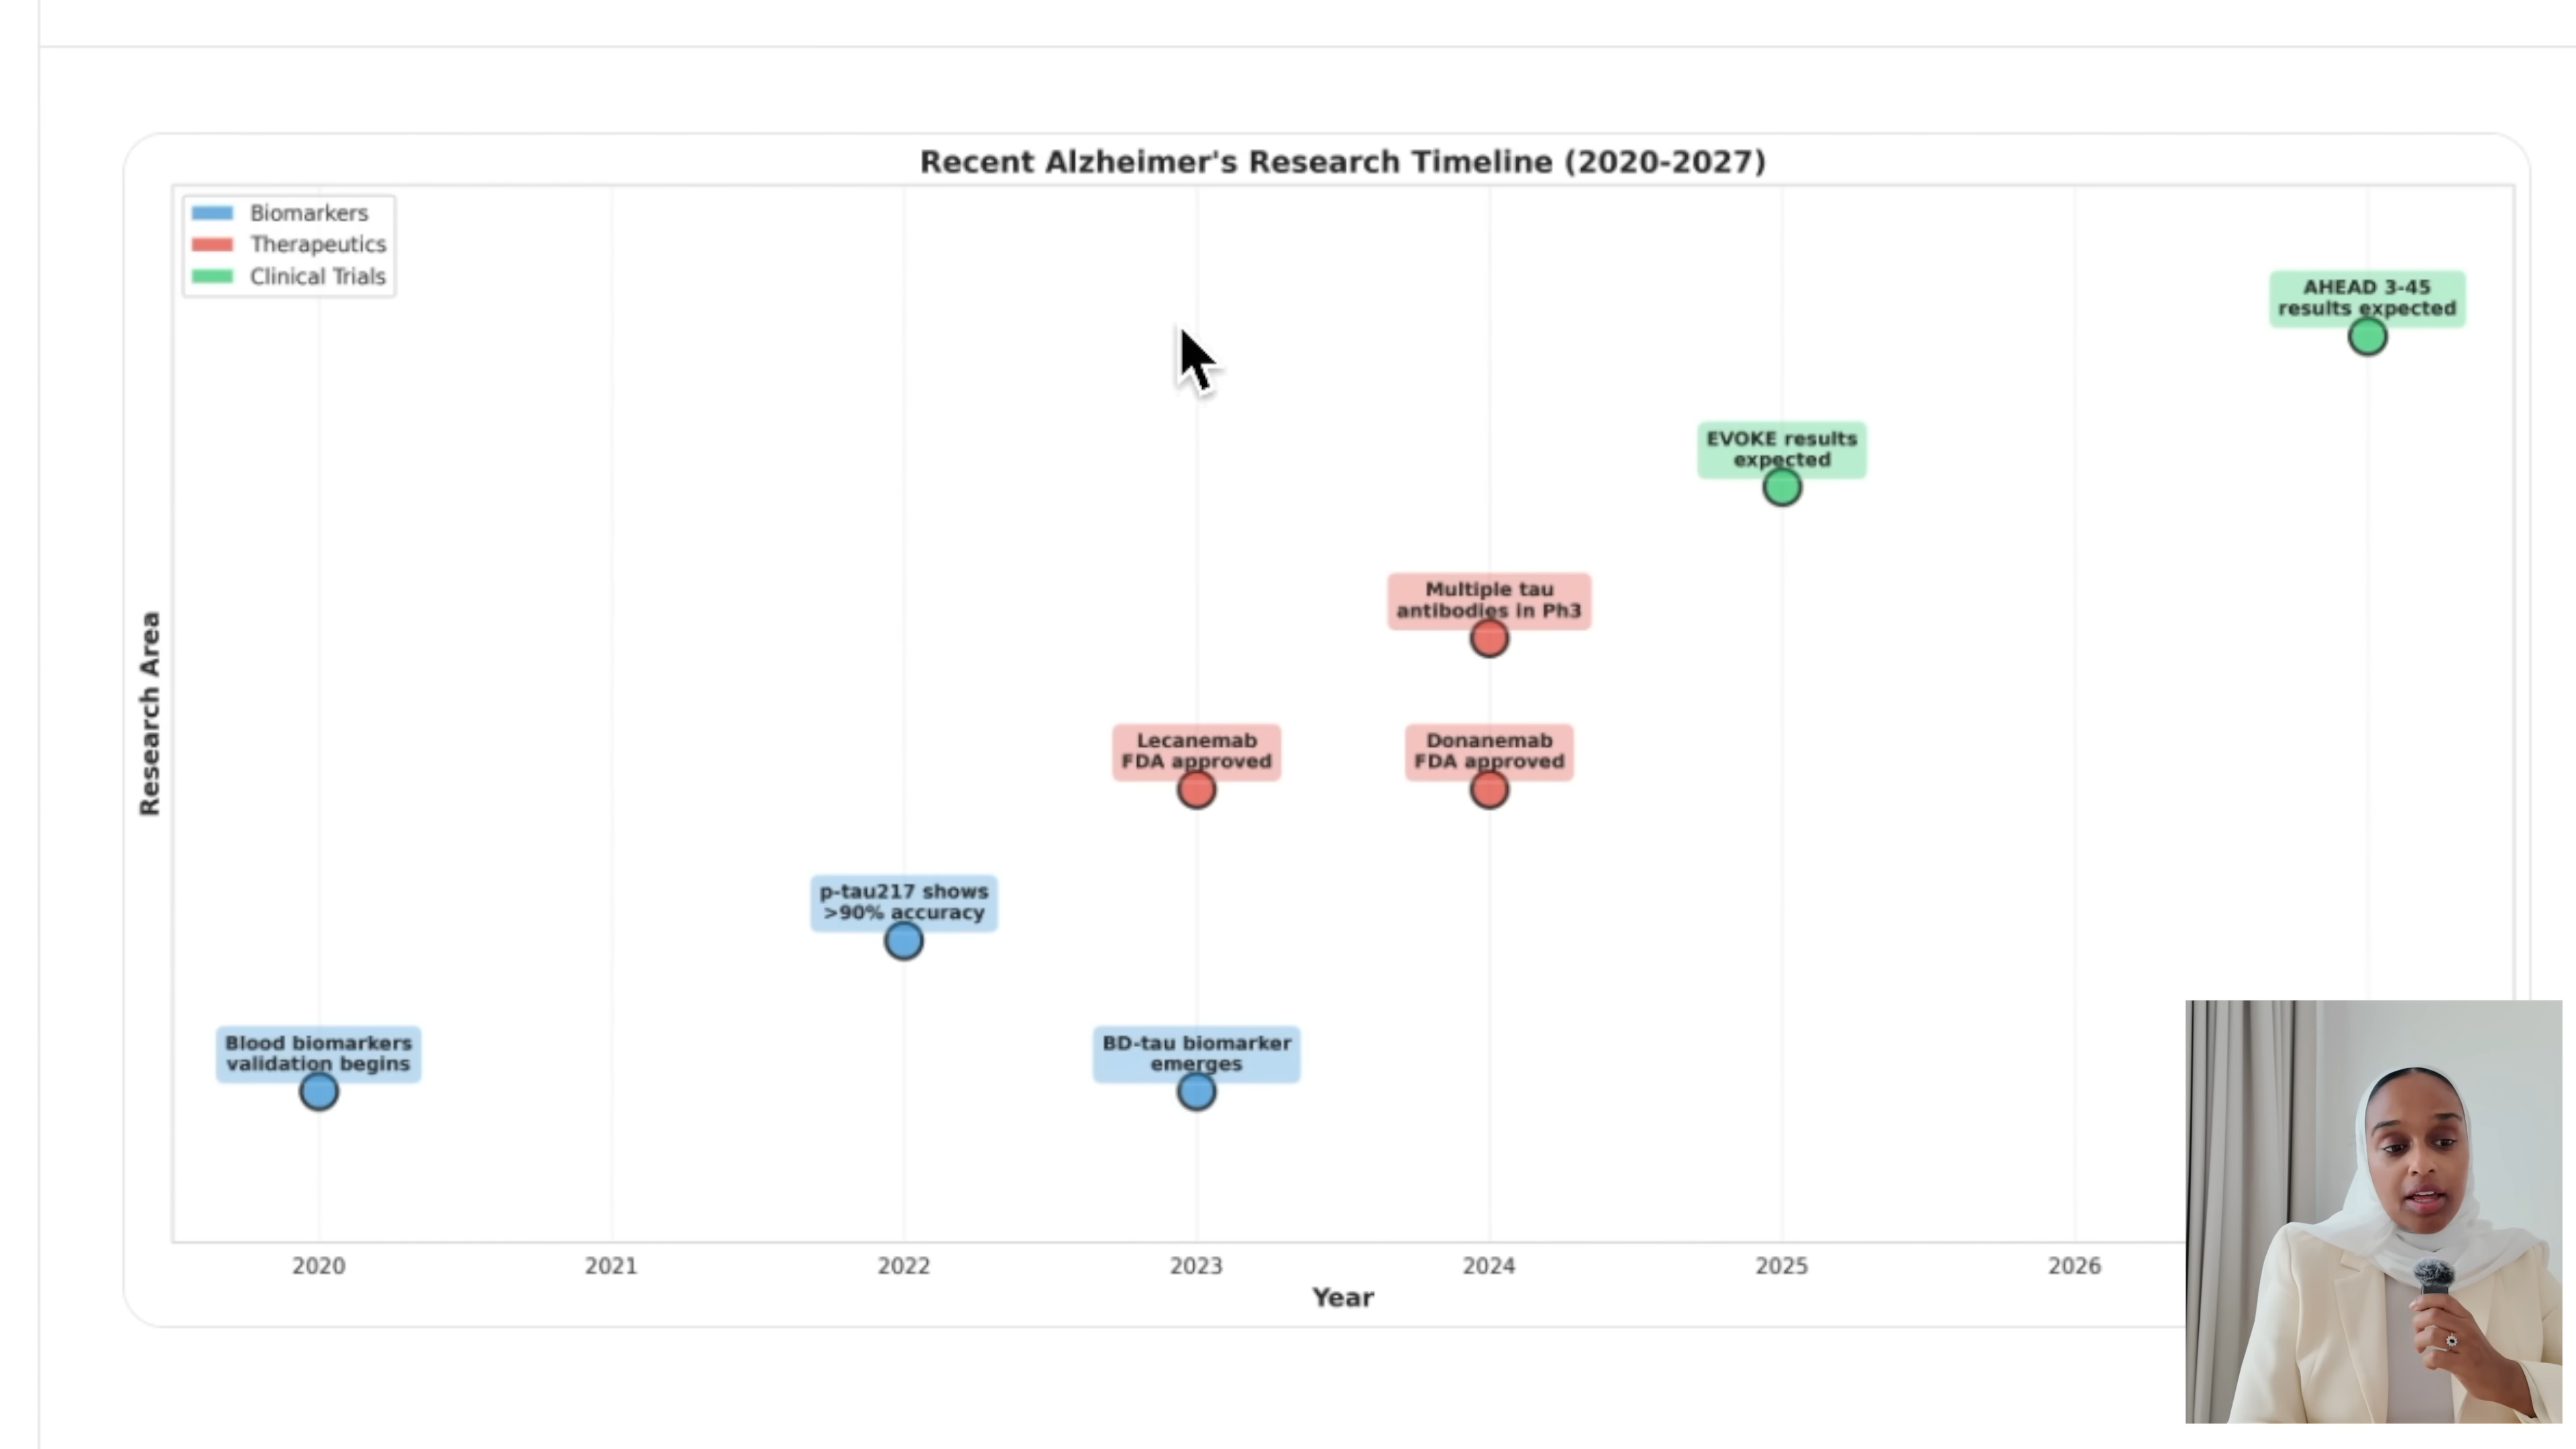 Recent Alzheimer's Research Timeline (2020-2027)
Biomarkers
Therapeutics
Clinical Trials
AHEAD 3-45
results expected
EVOKE results
expected
Multiple tau
antibodies in Ph3
Lecanemab
FDA approved
Donanemab
FDA approved
p-tau217 shows
>90% accuracy
Blood biomarkers
validation begins
BD-tau biomarker
emerges
Research Area
2020 2021 2022 2023 2024 2025 2026
Year